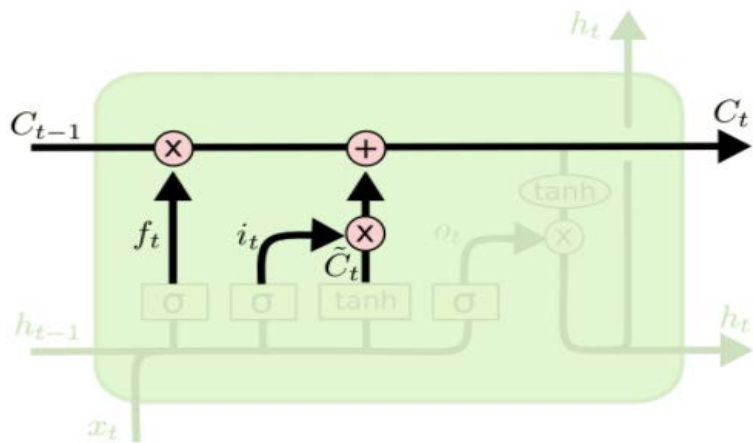 h_t
C_{t-1}
C_t
×
+
tanh
f_t
i_t
×
o_t
×
C̃_t
σ
σ
tanh
σ
h_{t-1}
h_t
x_t